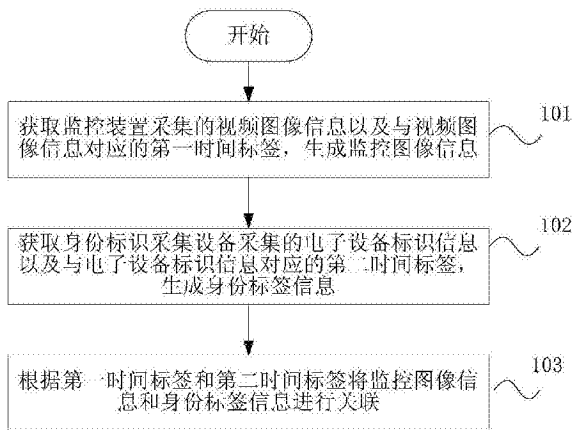 开始
获取监控装置采集的视频图像信息以及与视频图
像信息对应的第一时间标签，生成监控图像信息
101
获取身份标识采集设备采集的电子设备标识信息
以及与电子设备标识信息对应的第二时间标签，
生成身份标签信息
102
根据第一时间标签和第二时间标签将监控图像信
息和身份标签信息进行关联
103